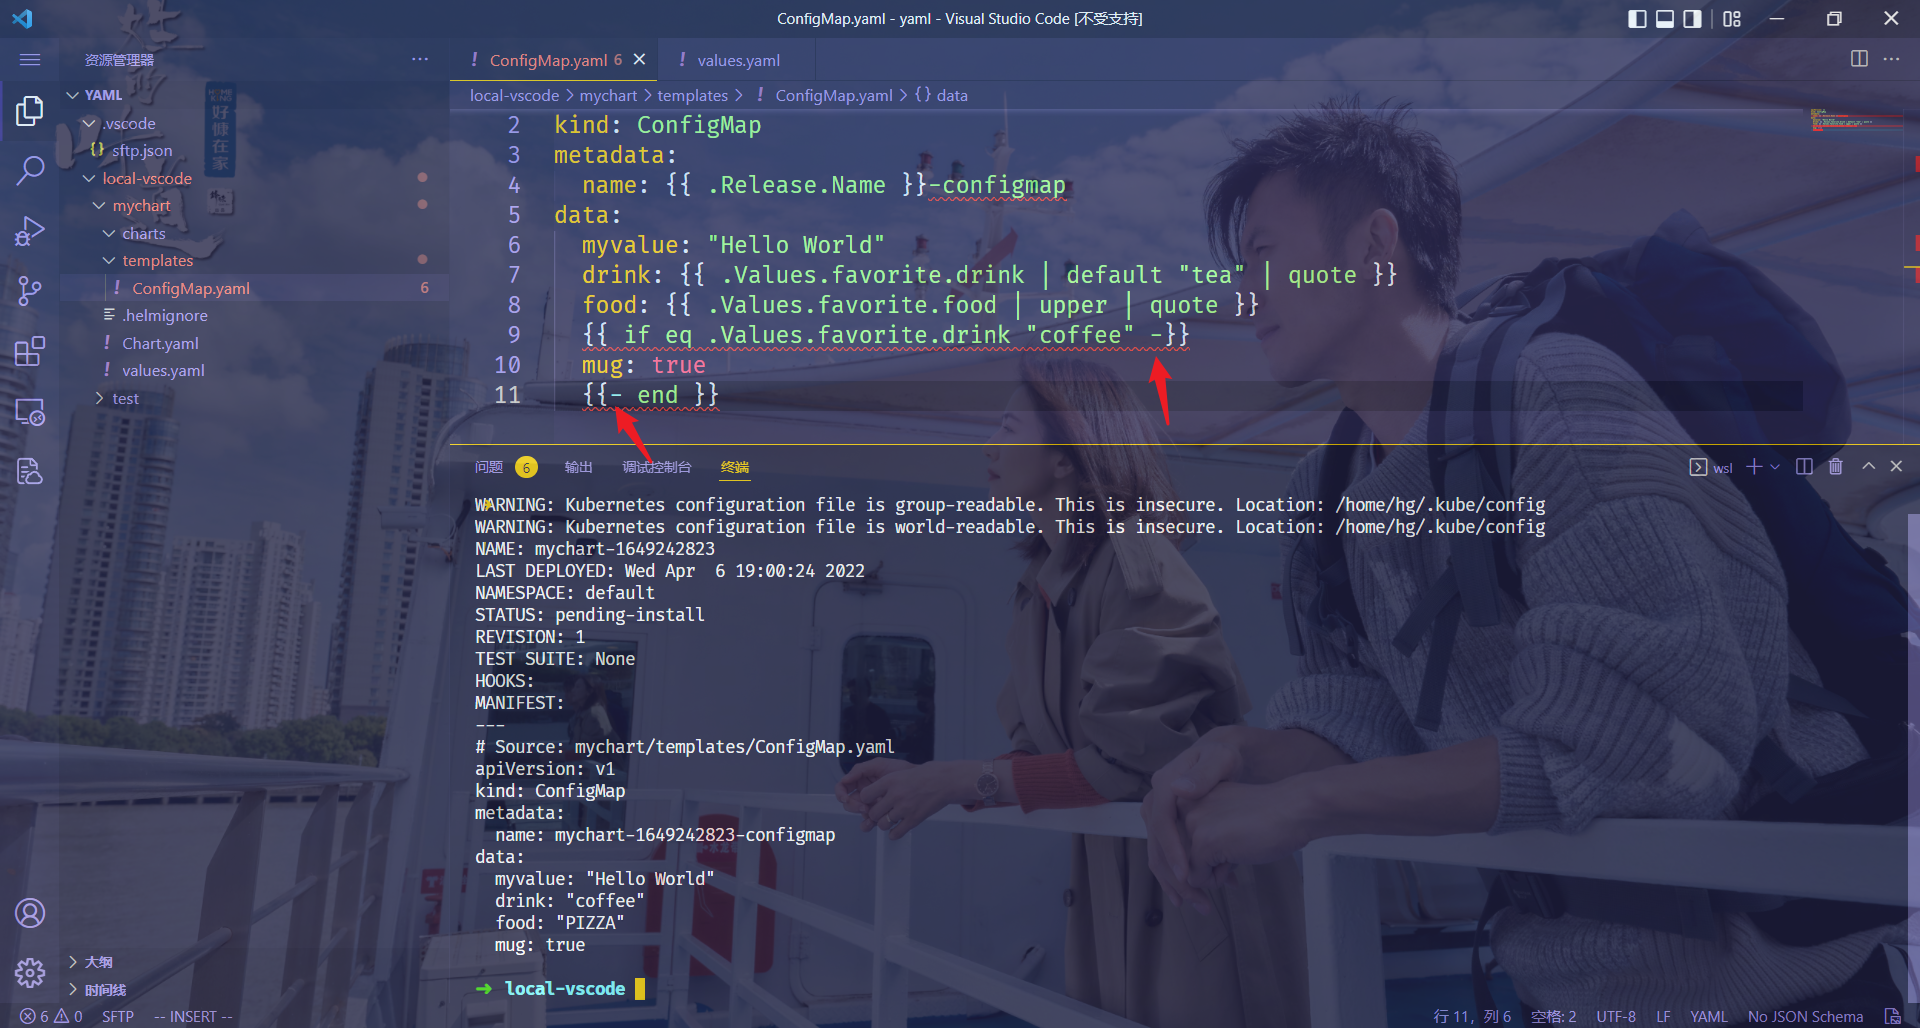 ConfigMap.yaml - yaml - Visual Studio Code [不受支持]
资源管理器
YAML
.vscode
{} sftp.json
local-vscode
mychart
charts
templates
! ConfigMap.yaml 6
.helmignore
! Chart.yaml
! values.yaml
test
大纲
时间线
! ConfigMap.yaml 6
! values.yaml
local-vscode > mychart > templates > ! ConfigMap.yaml > {} data
2 kind: ConfigMap
3 metadata:
4   name: {{ .Release.Name }}-configmap
5 data:
6   myvalue: "Hello World"
7   drink: {{ .Values.favorite.drink | default "tea" | quote }}
8   food: {{ .Values.favorite.food | upper | quote }}
9   {{ if eq .Values.favorite.drink "coffee" -}}
10   mug: true
11   {{- end }}
问题 6 输出 调试控制台 终端
wsl
WARNING: Kubernetes configuration file is group-readable. This is insecure. Location: /home/hg/.kube/config
WARNING: Kubernetes configuration file is world-readable. This is insecure. Location: /home/hg/.kube/config
NAME: mychart-1649242823
LAST DEPLOYED: Wed Apr  6 19:00:24 2022
NAMESPACE: default
STATUS: pending-install
REVISION: 1
TEST SUITE: None
HOOKS:
MANIFEST:
---
# Source: mychart/templates/ConfigMap.yaml
apiVersion: v1
kind: ConfigMap
metadata:
  name: mychart-1649242823-configmap
data:
  myvalue: "Hello World"
  drink: "coffee"
  food: "PIZZA"
  mug: true
➜ local-vscode
6 0 SFTP -- INSERT --
行 11，列 6 空格: 2 UTF-8 LF YAML No JSON Schema
好慷在家